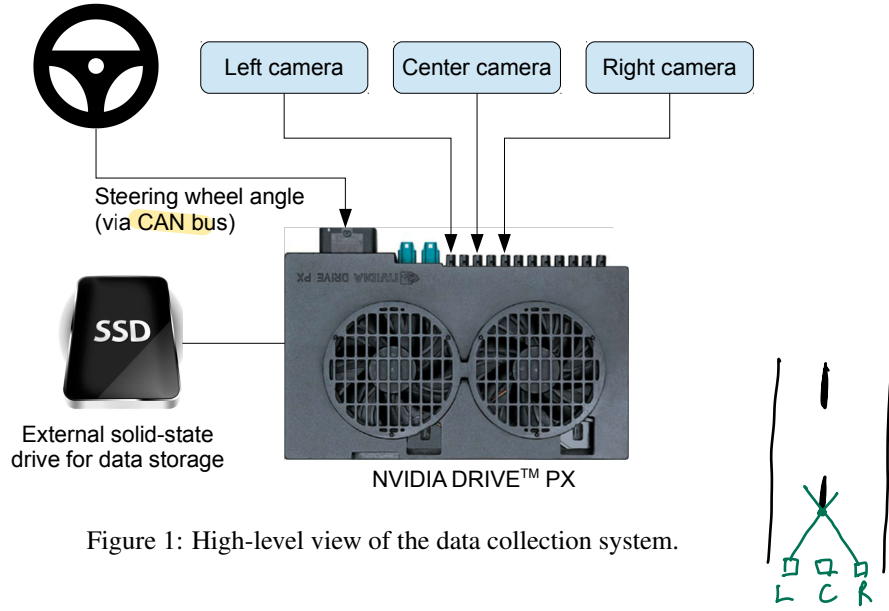 Left camera
Center camera
Right camera
Steering wheel angle
(via CAN bus)
NVIDIA DRIVE PX
SSD
External solid-state
drive for data storage
NVIDIA DRIVE™ PX
Figure 1: High-level view of the data collection system.
L C R